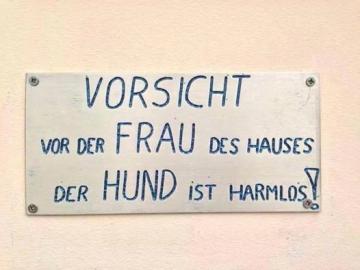 VORSICHT
VOR DER FRAU DES HAUSES
DER HUND IST HARMLOS!